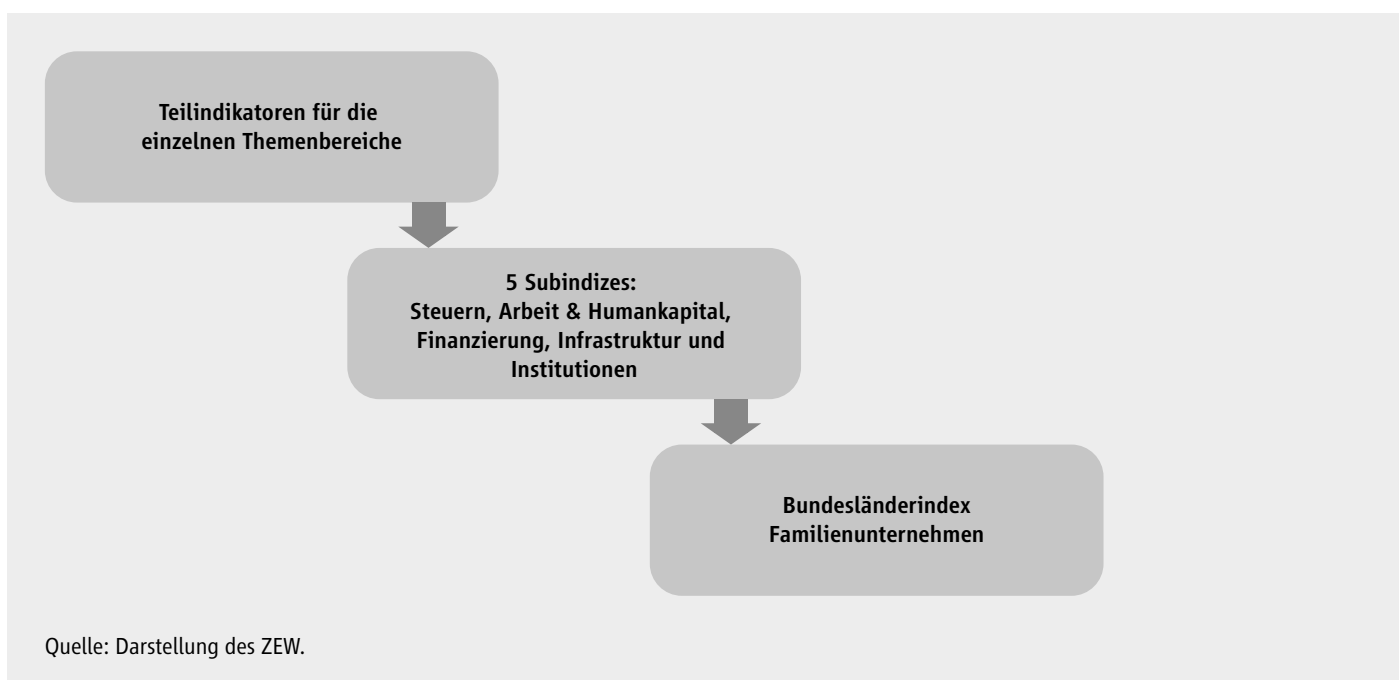 Teilindikatoren für die
einzelnen Themenbereiche
5 Subindizes:
Steuern, Arbeit & Humankapital,
Finanzierung, Infrastruktur und
Institutionen
Bundesländerindex
Familienunternehmen
Quelle: Darstellung des ZEW.